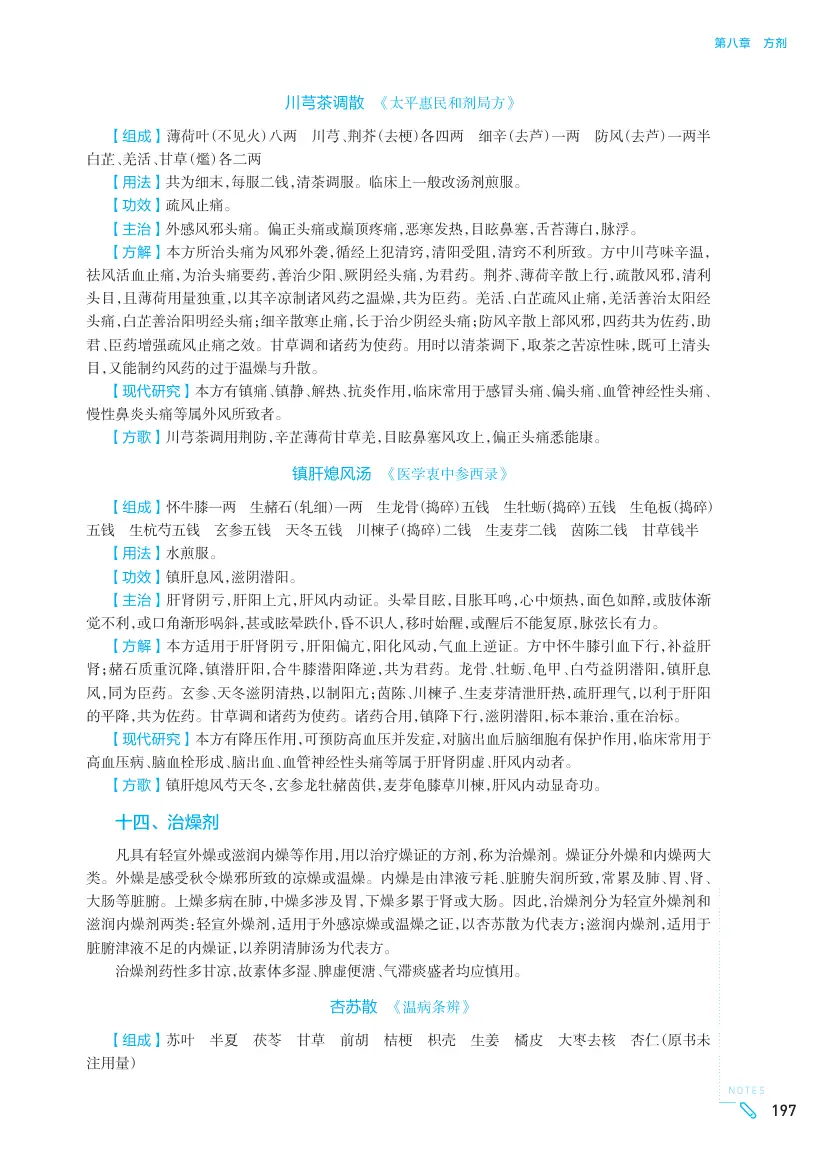 第八章　方剂
川芎茶调散　《太平惠民和剂局方》
【组成】薄荷叶(不见火)八两　川芎、荆芥(去梗)各四两　细辛(去芦)一两　防风(去芦)一两半
白芷、羌活、甘草(爁)各二两
【用法】共为细末,每服二钱,清茶调服。临床上一般改汤剂煎服。
【功效】疏风止痛。
【主治】外感风邪头痛。偏正头痛或巅顶疼痛,恶寒发热,目眩鼻塞,舌苔薄白,脉浮。
【方解】本方所治头痛为风邪外袭,循经上犯清窍,清阳受阻,清窍不利所致。方中川芎味辛温,
祛风活血止痛,为治头痛要药,善治少阳、厥阴经头痛,为君药。荆芥、薄荷辛散上行,疏散风邪,清利
头目,且薄荷用量独重,以其辛凉制诸风药之温燥,共为臣药。羌活、白芷疏风止痛,羌活善治太阳经
头痛,白芷善治阳明经头痛;细辛散寒止痛,长于治少阴经头痛;防风辛散上部风邪,四药共为佐药,助
君、臣药增强疏风止痛之效。甘草调和诸药为使药。用时以清茶调下,取茶之苦凉性味,既可上清头
目,又能制约风药的过于温燥与升散。
【现代研究】本方有镇痛、镇静、解热、抗炎作用,临床常用于感冒头痛、偏头痛、血管神经性头痛、
慢性鼻炎头痛等属外风所致者。
【方歌】川芎茶调用荆防,辛芷薄荷甘草羌,目眩鼻塞风攻上,偏正头痛悉能康。
镇肝熄风汤　《医学衷中参西录》
【组成】怀牛膝一两　生赭石(轧细)一两　生龙骨(捣碎)五钱　生牡蛎(捣碎)五钱　生龟板(捣碎)
五钱　生杭芍五钱　玄参五钱　天冬五钱　川楝子(捣碎)二钱　生麦芽二钱　茵陈二钱　甘草钱半
【用法】水煎服。
【功效】镇肝息风,滋阴潜阳。
【主治】肝肾阴亏,肝阳上亢,肝风内动证。头晕目眩,目胀耳鸣,心中烦热,面色如醉,或肢体渐
觉不利,或口角渐形㖞斜,甚或眩晕跌仆,昏不识人,移时始醒,或醒后不能复原,脉弦长有力。
【方解】本方适用于肝肾阴亏,肝阳偏亢,阳化风动,气血上逆证。方中怀牛膝引血下行,补益肝
肾;赭石质重沉降,镇潜肝阳,合牛膝潜阳降逆,共为君药。龙骨、牡蛎、龟甲、白芍益阴潜阳,镇肝息
风,同为臣药。玄参、天冬滋阴清热,以制阳亢;茵陈、川楝子、生麦芽清泄肝热,疏肝理气,以利于肝阳
的平降,共为佐药。甘草调和诸药为使药。诸药合用,镇降下行,滋阴潜阳,标本兼治,重在治标。
【现代研究】本方有降压作用,可预防高血压并发症,对脑出血后脑细胞有保护作用,临床常用于
高血压病、脑血栓形成、脑出血、血管神经性头痛等属于肝肾阴虚、肝风内动者。
【方歌】镇肝熄风芍天冬,玄参龙牡赭茵供,麦芽龟膝草川楝,肝风内动显奇功。
十四、治燥剂
凡具有轻宣外燥或滋润内燥等作用,用以治疗燥证的方剂,称为治燥剂。燥证分外燥和内燥两大
类。外燥是感受秋令燥邪所致的凉燥或温燥。内燥是由津液亏耗、脏腑失润所致,常累及肺、胃、肾、
大肠等脏腑。上燥多病在肺,中燥多涉及胃,下燥多累于肾或大肠。因此,治燥剂分为轻宣外燥剂和
滋润内燥剂两类:轻宣外燥剂,适用于外感凉燥或温燥之证,以杏苏散为代表方;滋润内燥剂,适用于
脏腑津液不足的内燥证,以养阴清肺汤为代表方。
治燥剂药性多甘凉,故素体多湿、脾虚便溏、气滞痰盛者均应慎用。
杏苏散　《温病条辨》
【组成】苏叶　半夏　茯苓　甘草　前胡　桔梗　枳壳　生姜　橘皮　大枣去核　杏仁(原书未
注用量)
NOTES
197